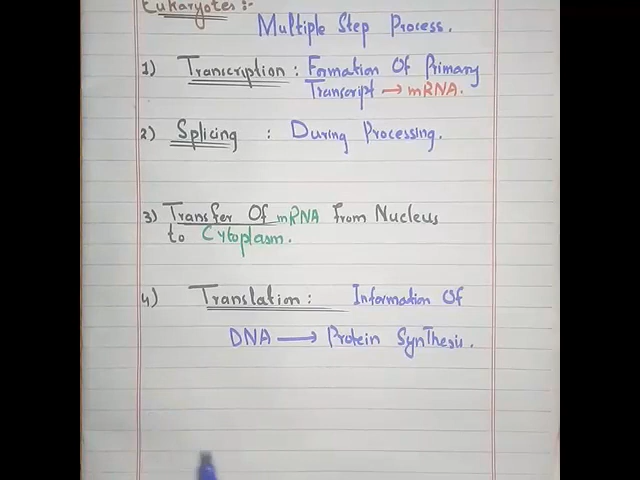 Eukaryotes :-
Multiple Step Process.
1) Transcription : Formation Of Primary
Transcript → mRNA.
2) Splicing : During Processing.
3) Transfer Of mRNA from Nucleus
to Cytoplasm.
4) Translation : Information Of
DNA → Protein Synthesis.